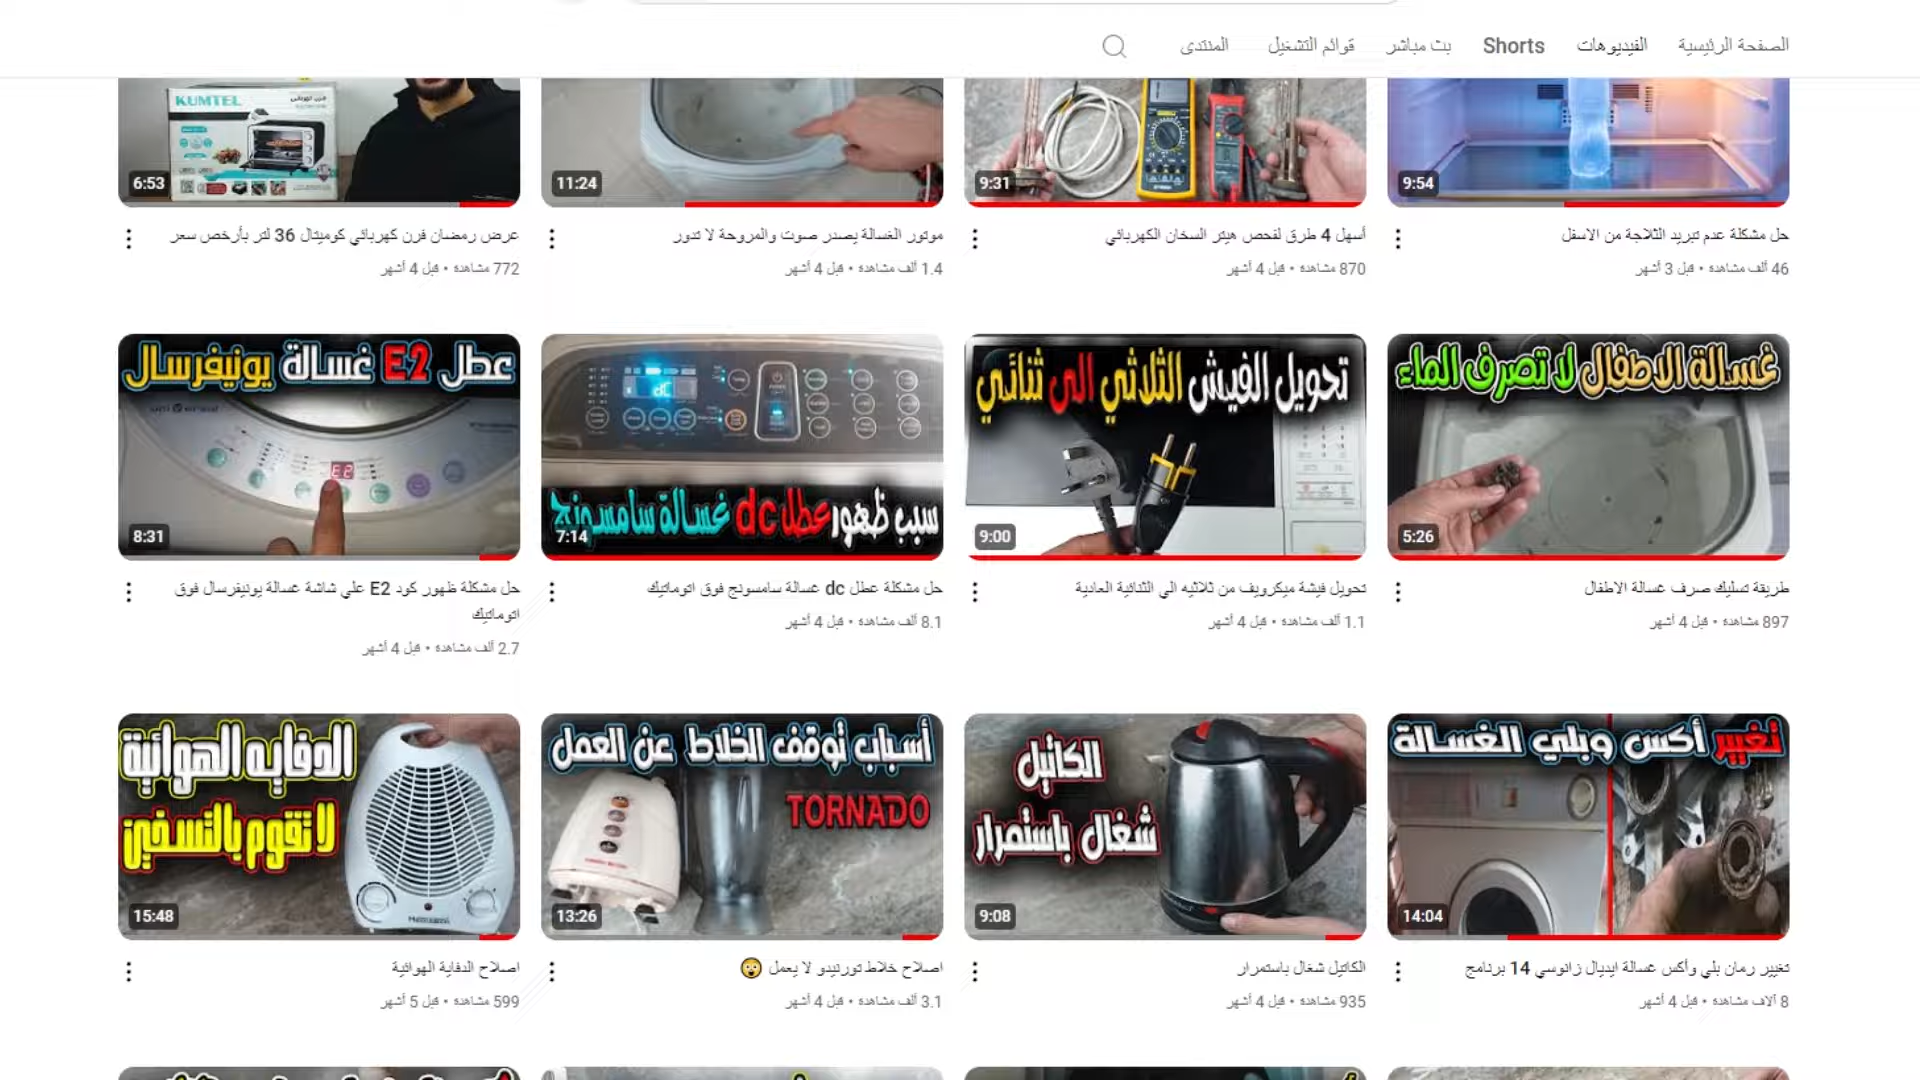 الصفحة الرئيسية
الفيديوهات
Shorts
بث مباشر
قوائم التشغيل
المنتدى
9:54
حل مشكلة عدم تبريد الثلاجة من الاسفل
46 ألف مشاهدة • قبل 3 أشهر
9:31
أسهل 4 طرق لفحص هيتر السخان الكهربائي
870 مشاهدة • قبل 4 أشهر
11:24
موتور الغسالة يصدر صوت والمروحة لا تدور
1.4 ألف مشاهدة • قبل 4 أشهر
KUMTEL
فرن كهربائي
6:53
عرض رمضان فرن كهربائي كوميتال 36 لتر بأرخص سعر
772 مشاهدة • قبل 4 أشهر
غسالة الاطفال لا تصرف الماء
5:26
طريقة تسليك صرف غسالة الاطفال
897 مشاهدة • قبل 4 أشهر
تحويل الفيش الثلاثي الى ثنائي
9:00
تحويل فيشة ميكرويف من ثلاثيه الي الثنائية العادية
1.1 ألف مشاهدة • قبل 4 أشهر
dC
سبب ظهور عطل dc غسالة سامسونج
7:14
حل مشكلة عطل dc غسالة سامسونج فوق اتوماتيك
8.1 ألف مشاهدة • قبل 4 أشهر
عطل E2 غسالة يونيفرسال
E2
8:31
حل مشكلة ظهور كود E2 علي شاشة غسالة يونيفرسال فوق
اتوماتيك
2.7 ألف مشاهدة • قبل 4 أشهر
تغيير أكس وبلي الغسالة
14:04
تغيير رمان بلي وأكس غسالة ايديال زانوسي 14 برنامج
8 آلاف مشاهدة • قبل 4 أشهر
الكاتيل
شغال باستمرار
9:08
الكاتيل شغال باستمرار
935 مشاهدة • قبل 4 أشهر
أسباب توقف الخلاط عن العمل
TORNADO
13:26
اصلاح خلاط تورنيدو لا يعمل 😲
3.1 ألف مشاهدة • قبل 4 أشهر
الدفايه الهوائية
لا تقوم بالتسخين
15:48
اصلاح الدفاية الهوائية
599 مشاهدة • قبل 5 أشهر